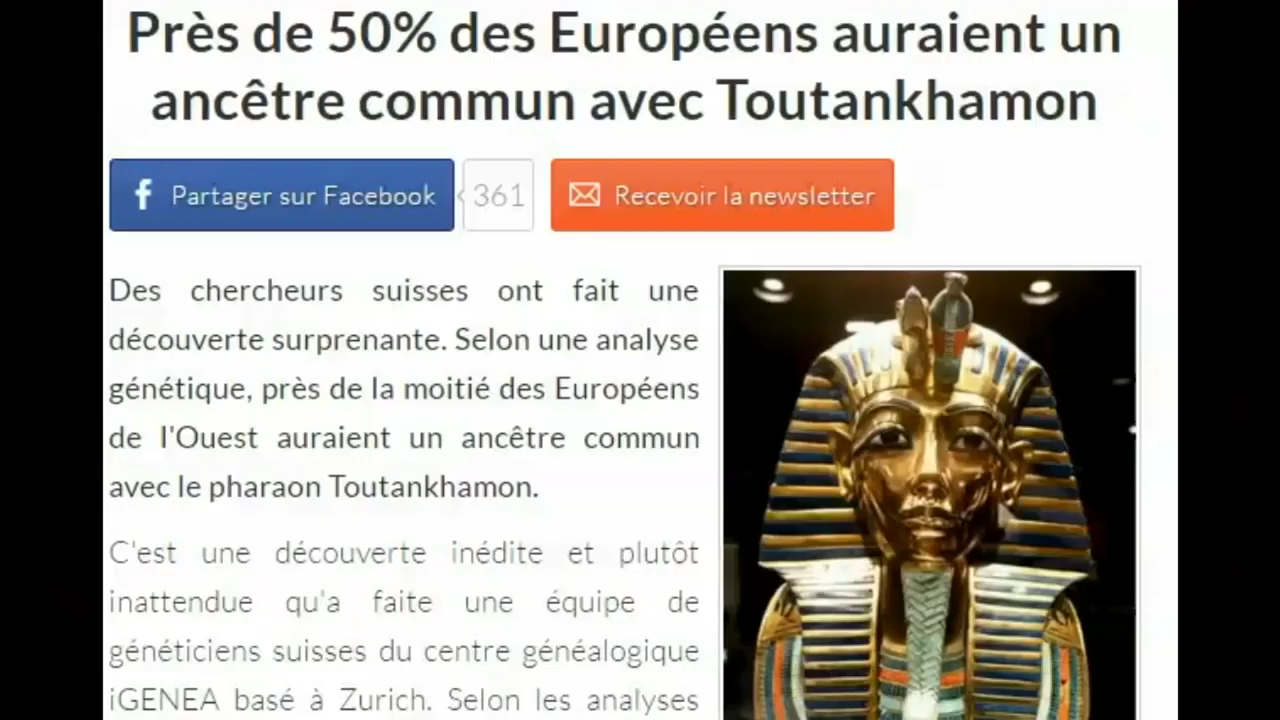 Près de 50% des Européens auraient un
ancêtre commun avec Toutankhamon
Partager sur Facebook
361
Recevoir la newsletter
Des chercheurs suisses ont fait une
découverte surprenante. Selon une analyse
génétique, près de la moitié des Européens
de l'Ouest auraient un ancêtre commun
avec le pharaon Toutankhamon.
C'est une découverte inédite et plutôt
inattendue qu'a faite une équipe de
généticiens suisses du centre généalogique
iGENEA basé à Zurich. Selon les analyses